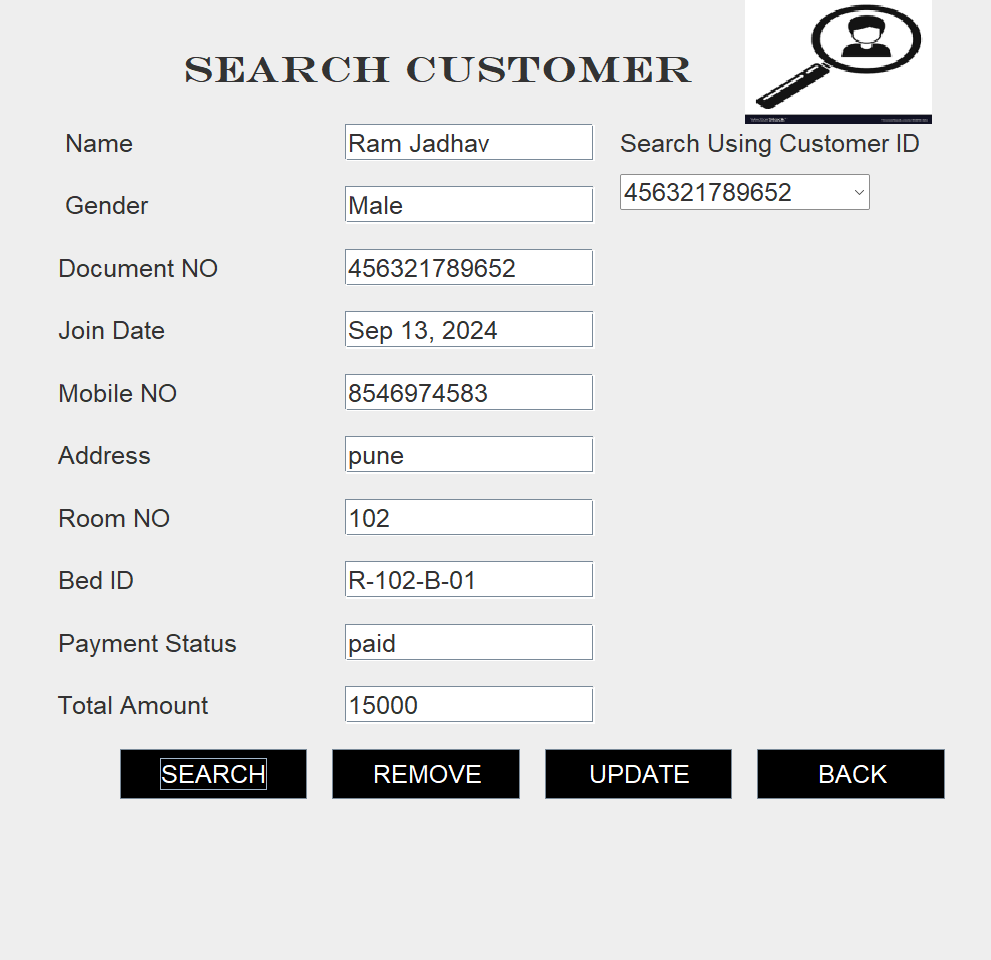 SEARCH CUSTOMER
Name Ram Jadhav Search Using Customer ID
Gender Male 456321789652
Document NO 456321789652
Join Date Sep 13, 2024
Mobile NO 8546974583
Address pune
Room NO 102
Bed ID R-102-B-01
Payment Status paid
Total Amount 15000
SEARCH REMOVE UPDATE BACK